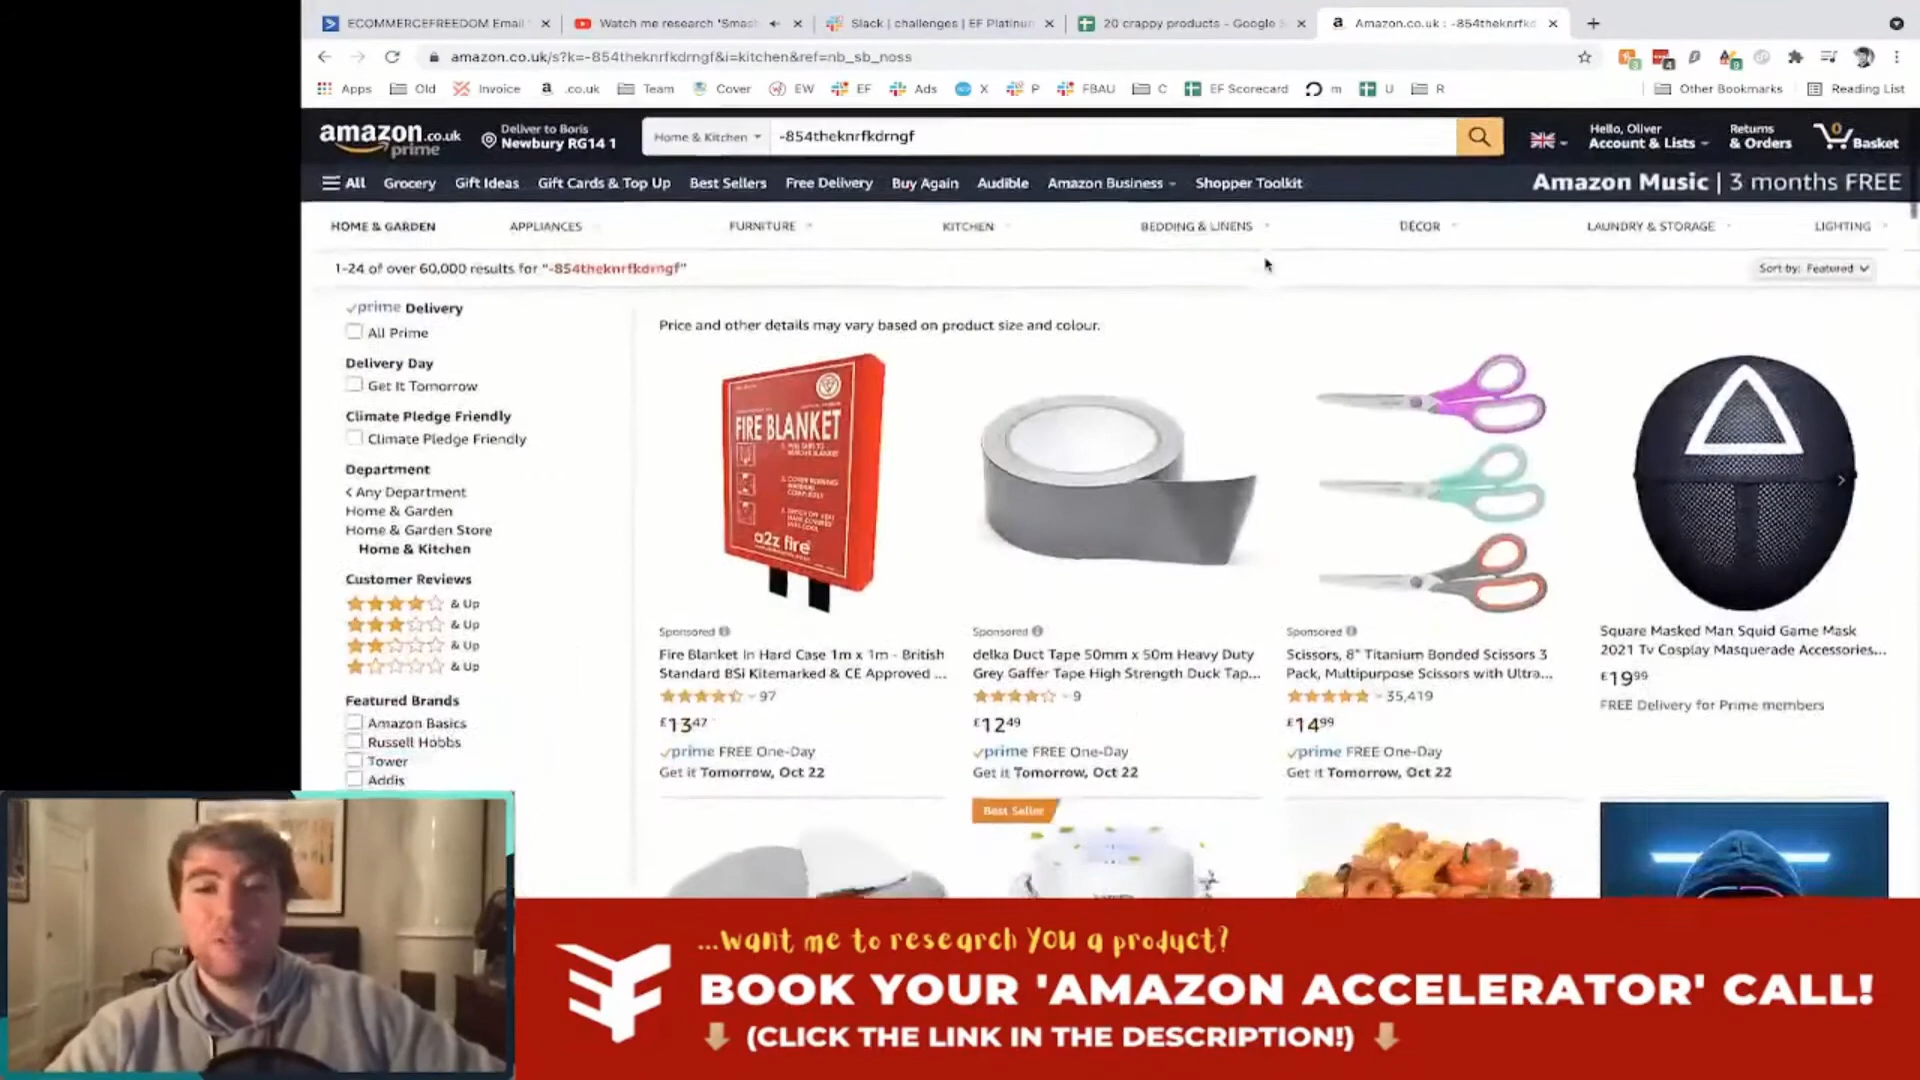 ECOMMERCEFREEDOM Email
Watch me research 'Smash
Slack | challenges | EF Platinum
20 crappy products - Google S
Amazon.co.uk : -854theknrfkd
amazon.co.uk/s?k=-854theknrfkdrngf&i=kitchen&ref=nb_sb_noss
Apps
Old
Invoice
.co.uk
Team
Cover
EW
EF
Ads
X
P
FBAU
C
EF Scorecard
m
U
R
Other Bookmarks
Reading List
amazon.co.uk
prime
Deliver to Boris
Newbury RG14 1
Home & Kitchen
-854theknrfkdrngf
Hello, Oliver
Account & Lists
Returns
& Orders
0
Basket
All
Grocery
Gift Ideas
Gift Cards & Top Up
Best Sellers
Free Delivery
Buy Again
Audible
Amazon Business
Shopper Toolkit
Amazon Music | 3 months FREE
HOME & GARDEN
APPLIANCES
FURNITURE
KITCHEN
BEDDING & LINENS
DÉCOR
LAUNDRY & STORAGE
LIGHTING
1-24 of over 60,000 results for "-854theknrfkdrngf"
Sort by: Featured
prime Delivery
All Prime
Delivery Day
Get It Tomorrow
Climate Pledge Friendly
Climate Pledge Friendly
Department
< Any Department
Home & Garden
Home & Garden Store
Home & Kitchen
Customer Reviews
& Up
& Up
& Up
& Up
Featured Brands
Amazon Basics
Russell Hobbs
Tower
Addis
Price and other details may vary based on product size and colour.
FIRE BLANKET
a2z fire
Sponsored
Fire Blanket In Hard Case 1m x 1m - British
Standard BSi Kitemarked & CE Approved ...
97
£13 47
prime FREE One-Day
Get it Tomorrow, Oct 22
Sponsored
delka Duct Tape 50mm x 50m Heavy Duty
Grey Gaffer Tape High Strength Duck Tap...
9
£12 49
prime FREE One-Day
Get it Tomorrow, Oct 22
Sponsored
Scissors, 8" Titanium Bonded Scissors 3
Pack, Multipurpose Scissors with Ultra...
35,419
£14 99
prime FREE One-Day
Get it Tomorrow, Oct 22
Square Masked Man Squid Game Mask
2021 Tv Cosplay Masquerade Accessories...
£19 99
FREE Delivery for Prime members
Best Seller
...want me to research YOU a product?
BOOK YOUR 'AMAZON ACCELERATOR' CALL!
(CLICK THE LINK IN THE DESCRIPTION!)